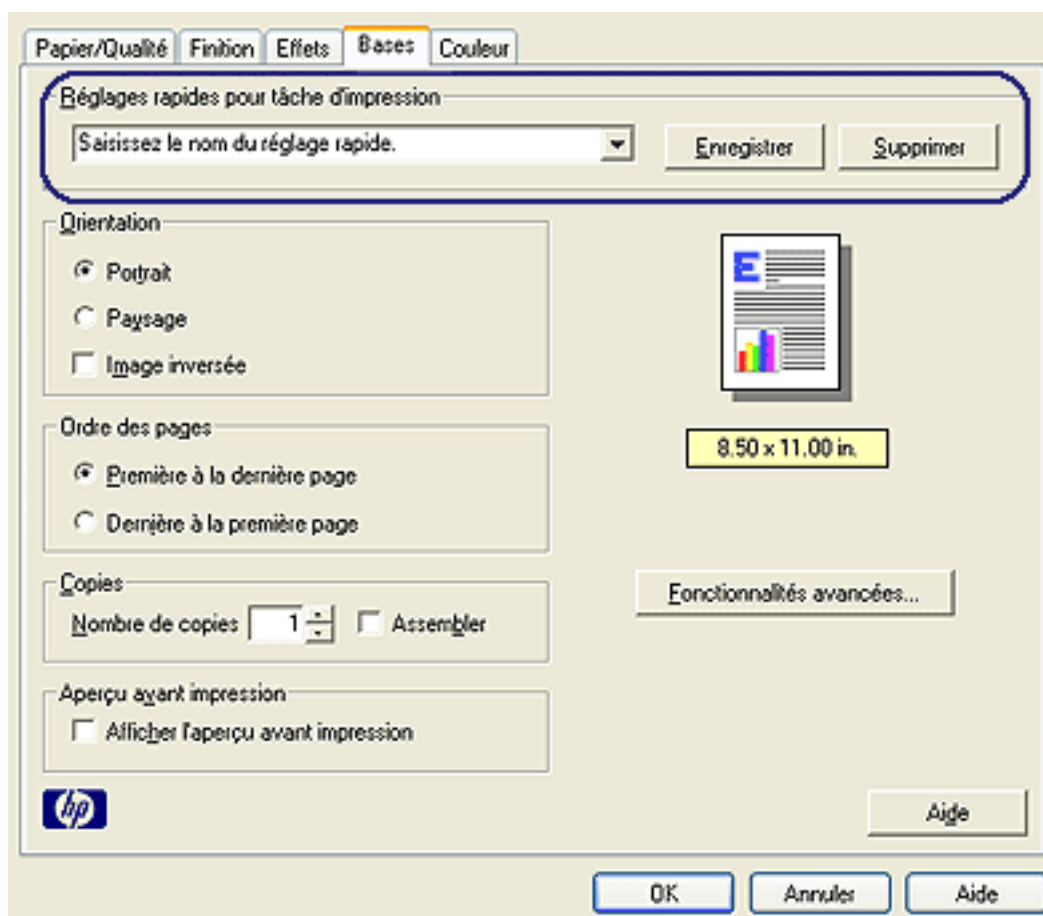 Papier/Qualité Finition Effets Bases Couleur
Réglages rapides pour tâche d'impression
Saisissez le nom du réglage rapide. Enregistrer Supprimer
Orientation
Portrait
Paysage
Image inversée
E
8.50 x 11.00 in.
Ordre des pages
Première à la dernière page
Dernière à la première page
Fonctionnalités avancées...
Copies
Nombre de copies 1 Assembler
Aperçu avant impression
Afficher l'aperçu avant impression
hp
Aide
OK Annuler Aide